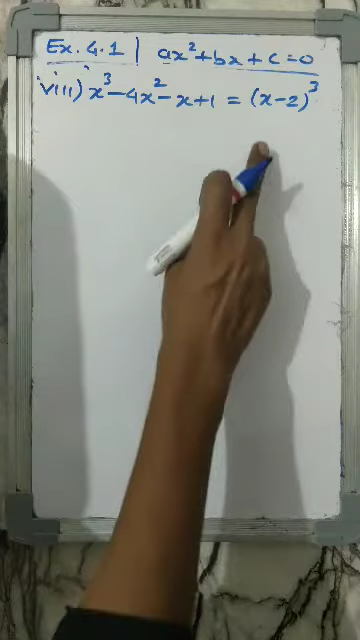 Ex. 4.1 | ax² + bx + c = 0
viii) x³ - 4x² - x + 1 = (x - 2)³